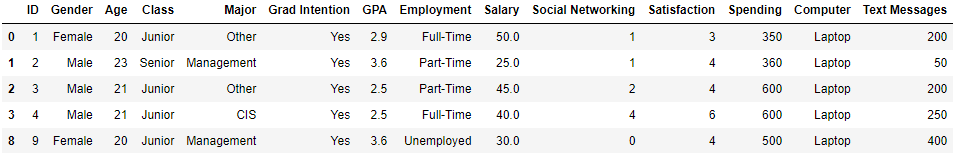 ID Gender Age Class Major Grad Intention GPA Employment Salary Social Networking Satisfaction Spending Computer Text Messages
0 1 Female 20 Junior Other Yes 2.9 Full-Time 50.0 1 3 350 Laptop 200
1 2 Male 23 Senior Management Yes 3.6 Part-Time 25.0 1 4 360 Laptop 50
2 3 Male 21 Junior Other Yes 2.5 Part-Time 45.0 2 4 600 Laptop 200
3 4 Male 21 Junior CIS Yes 2.5 Full-Time 40.0 4 6 600 Laptop 250
8 9 Female 20 Junior Management Yes 3.6 Unemployed 30.0 0 4 500 Laptop 400